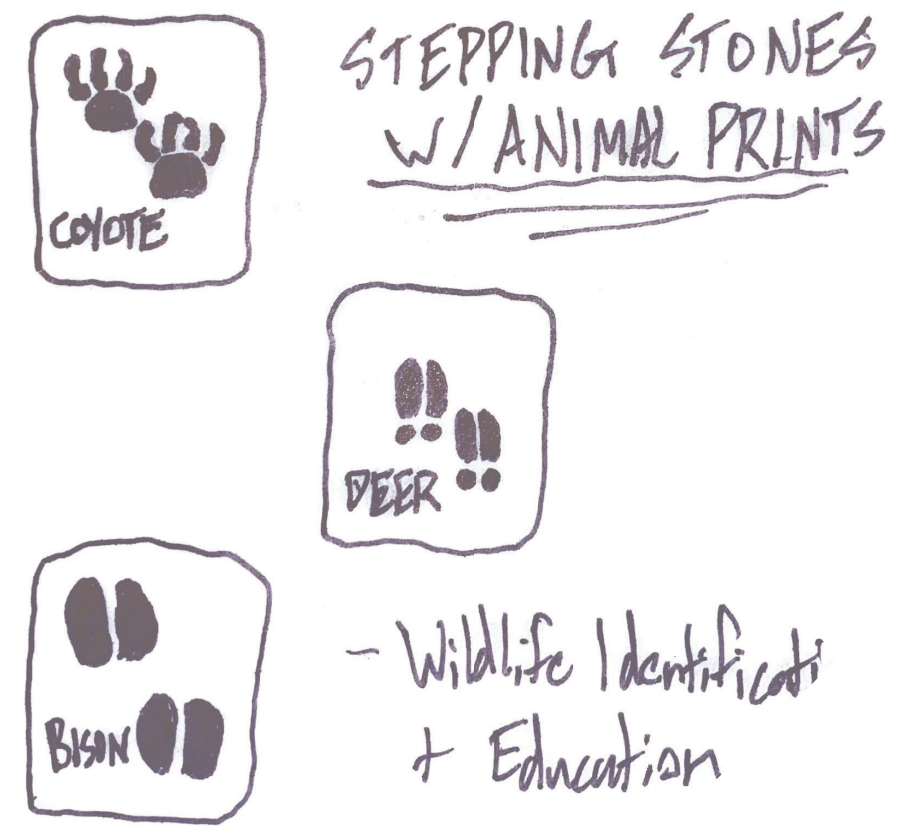 STEPPING STONES
W/ ANIMAL PRINTS
COYOTE
DEER
BISON
- Wildlife Identificati
+ Education